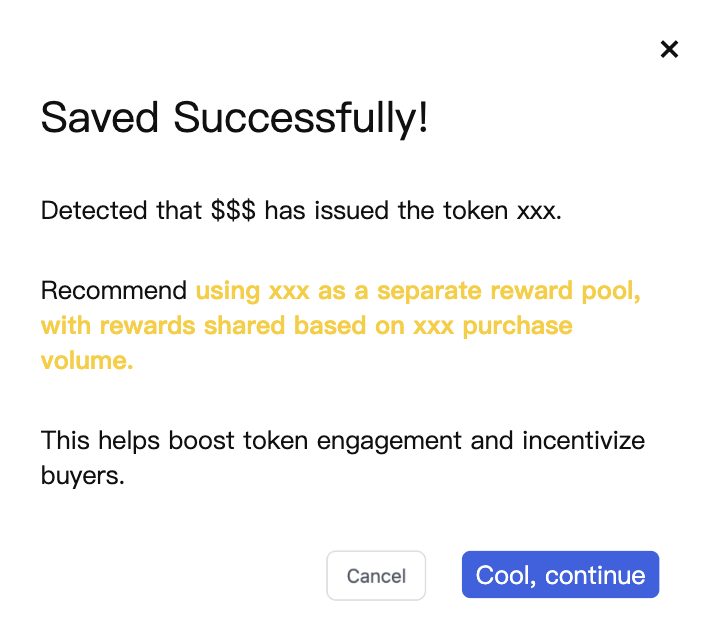 Saved Successfully!
Detected that $$$ has issued the token xxx.
Recommend using xxx as a separate reward pool,
with rewards shared based on xxx purchase
volume.
This helps boost token engagement and incentivize
buyers.
Cancel
Cool, continue